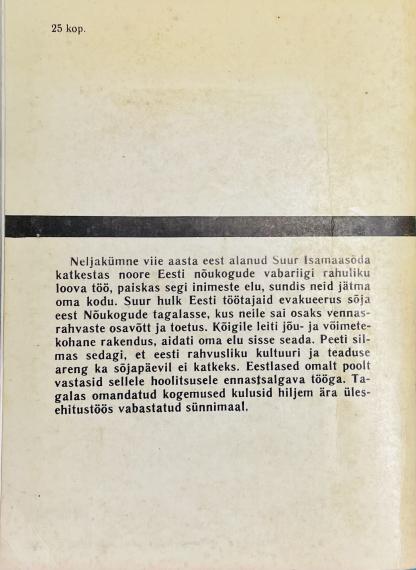 25 kop.
Neljakümne viie aasta eest alanud Suur Isamaasõda
katkestas noore Eesti nõukogude vabariigi rahuliku
loova töö, paiskas segi inimeste elu, sundis neid jätma
oma kodu. Suur hulk Eesti töötajaid evakueerus sõja
eest Nõukogude tagalasse, kus neile sai osaks vennas-
rahvaste osavõtt ja toetus. Kõigile leiti jõu- ja võimete-
kohane rakendus, aidati oma elu sisse seada. Peeti sil-
mas sedagi, et eesti rahvusliku kultuuri ja teaduse
areng ka sõjapäevil ei katkeks. Eestlased omalt poolt
vastasid sellele hoolitsusele ennastsalgava tööga. Ta-
galas omandatud kogemused kulusid hiljem ära üles-
ehitustöös vabastatud sünnimaal.